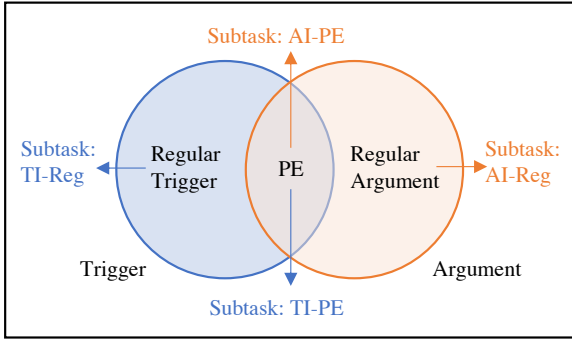 Subtask: AI-PE
Subtask:
TI-Reg
Regular
Trigger
PE
Regular
Argument
Subtask:
AI-Reg
Trigger
Argument
Subtask: TI-PE